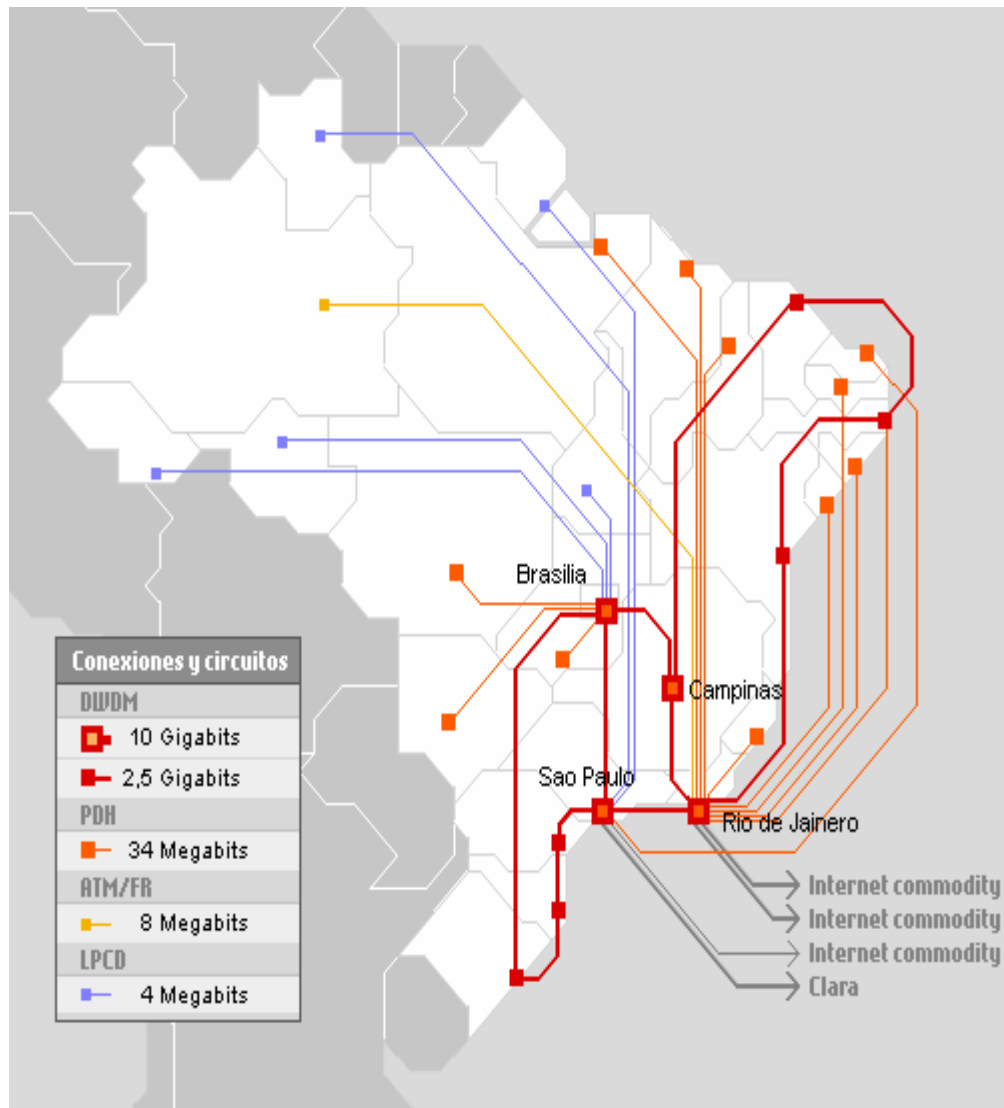 Brasilia
Campinas
Sao Paulo
Rio de Jainero
Internet commodity
Internet commodity
Internet commodity
Clara
Conexiones y circuitos
DWDM
10 Gigabits
2,5 Gigabits
PDH
34 Megabits
ATM/FR
8 Megabits
LPCD
4 Megabits